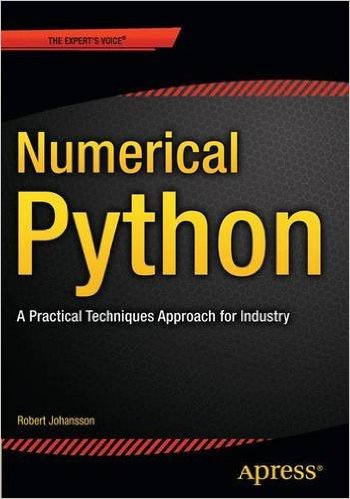 THE EXPERT'S VOICE®
Numerical
Python
A Practical Techniques Approach for Industry
Robert Johansson
Apress®